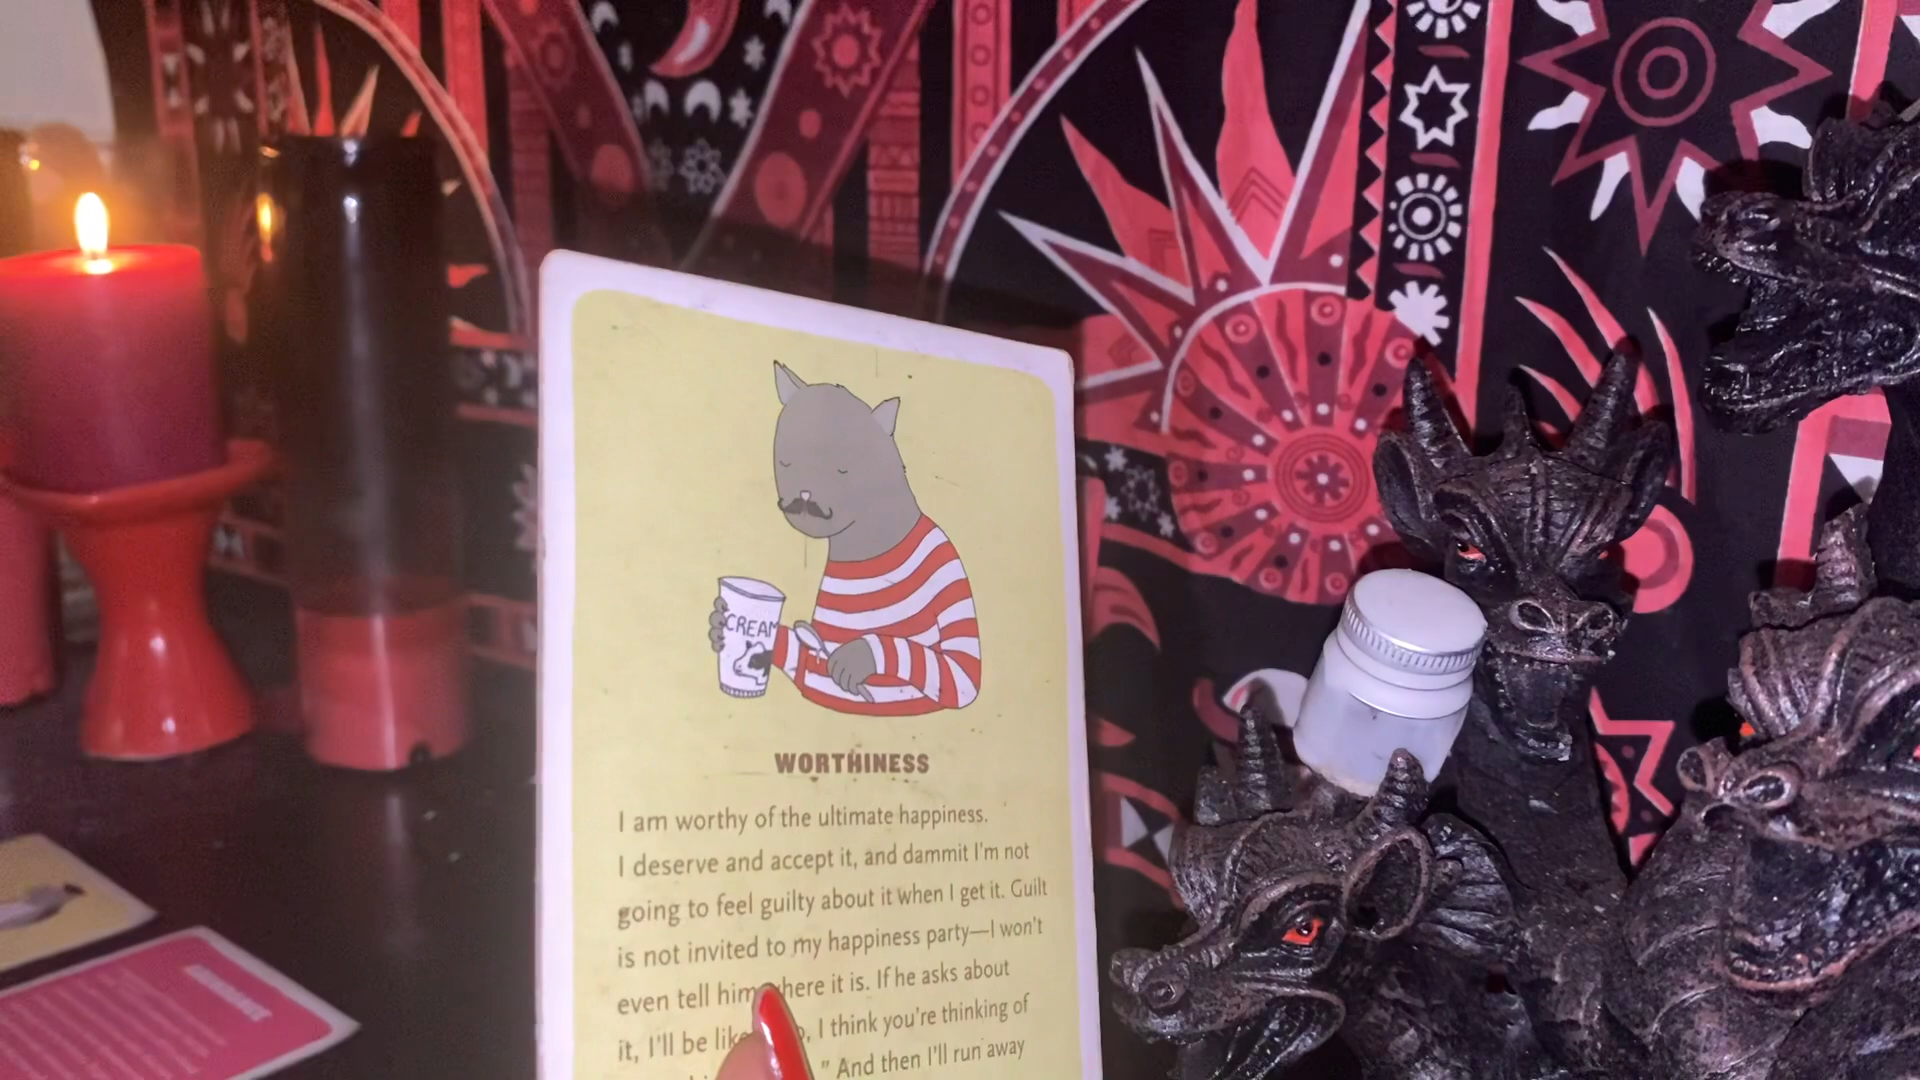 CREAM
WORTHINESS
I am worthy of the ultimate happiness.
I deserve and accept it, and dammit I'm not
going to feel guilty about it when I get it. Guilt
is not invited to my happiness party—I won't
even tell him where it is. If he asks about
it, I'll be like , I think you're thinking of
" And then I'll run away